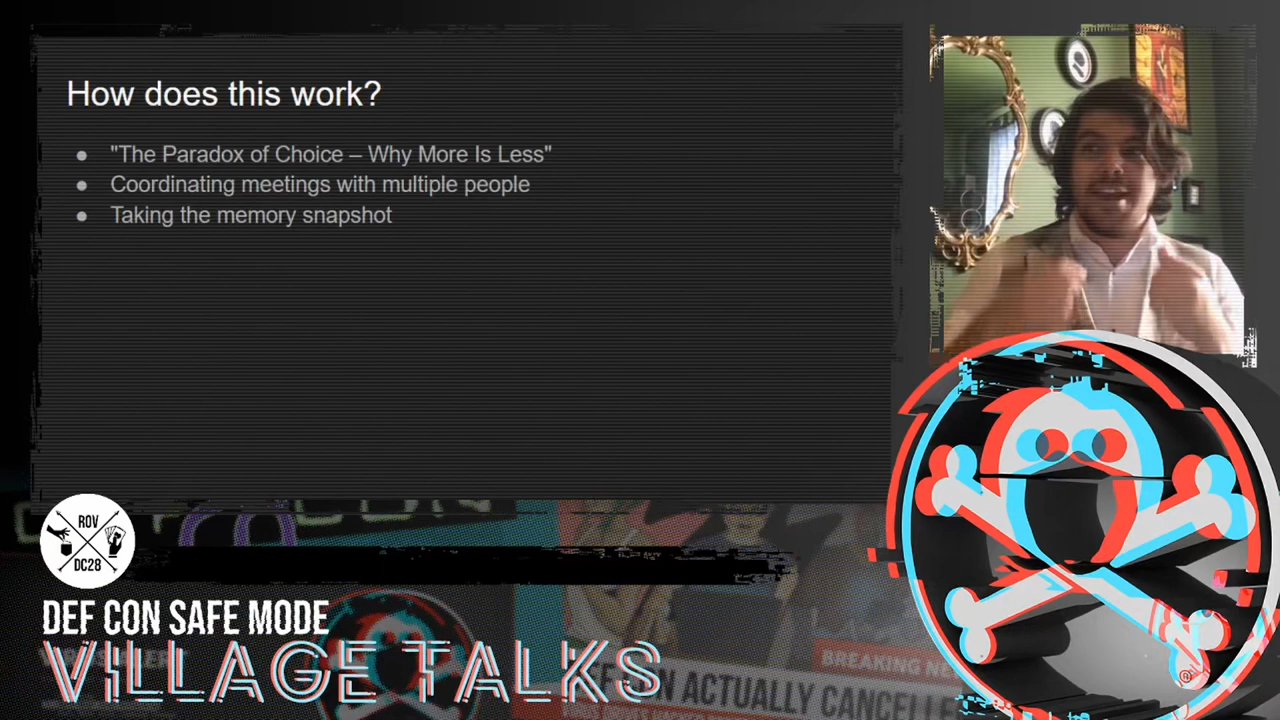 How does this work?
● "The Paradox of Choice – Why More Is Less"
● Coordinating meetings with multiple people
● Taking the memory snapshot
ROV
DC28
DEF CON SAFE MODE
VILLAGE TALKS
BREAKING NE
CON ACTUALLY CANCELLE
®